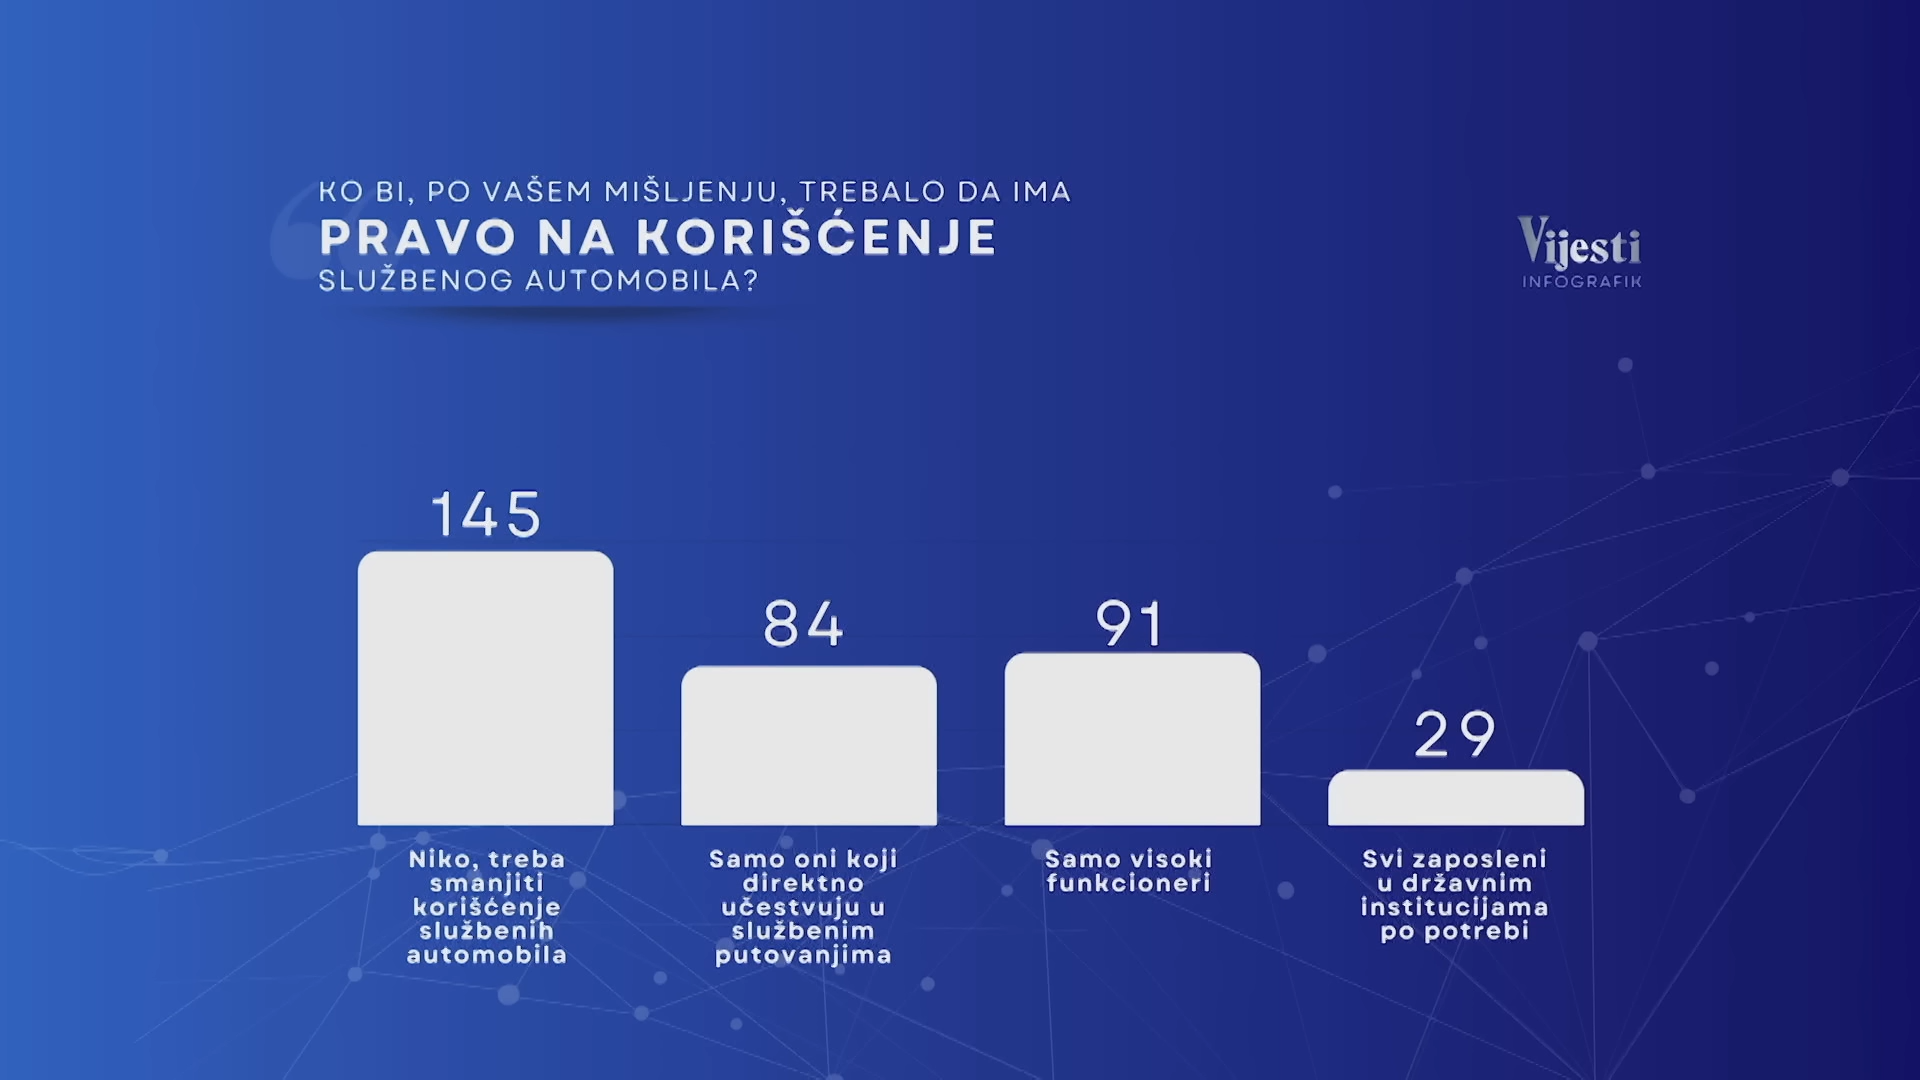 KO BI, PO VAŠEM MIŠLJENJU, TREBALO DA IMA
PRAVO NA KORIŠĆENJE
SLUŽBENOG AUTOMOBILA?
Vijesti
INFOGRAFIK
145
84
91
29
Niko, treba
smanjiti
korišćenje
službenih
automobila
Samo oni koji
direktno
učestvuju u
službenim
putovanjima
Samo visoki
funkcioneri
Svi zaposleni
u državnim
institucijama
po potrebi